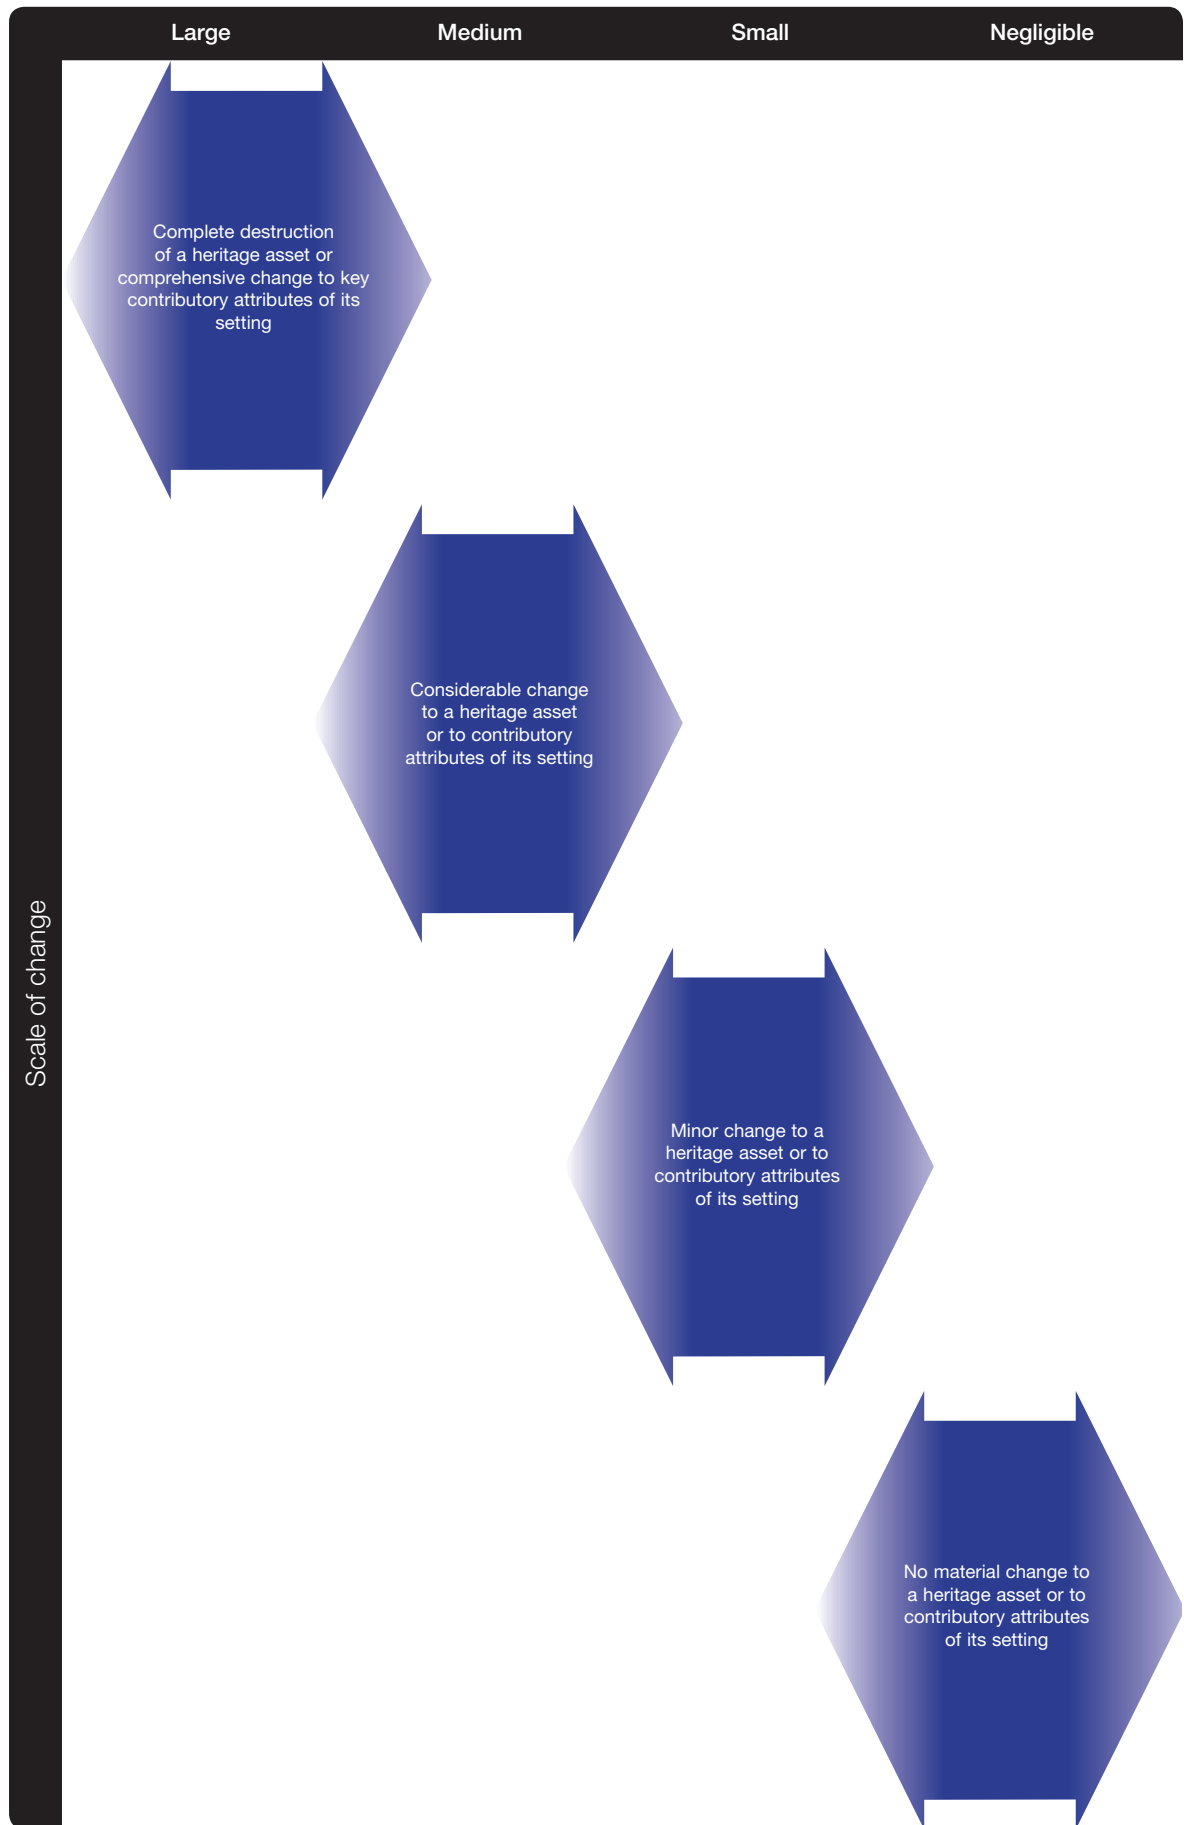 Large
Medium
Small
Negligible
Scale of change
Complete destruction
of a heritage asset or
comprehensive change to key
contributory attributes of its
setting
Considerable change
to a heritage asset
or to contributory
attributes of its setting
Minor change to a
heritage asset or to
contributory attributes
of its setting
No material change to
a heritage asset or to
contributory attributes
of its setting